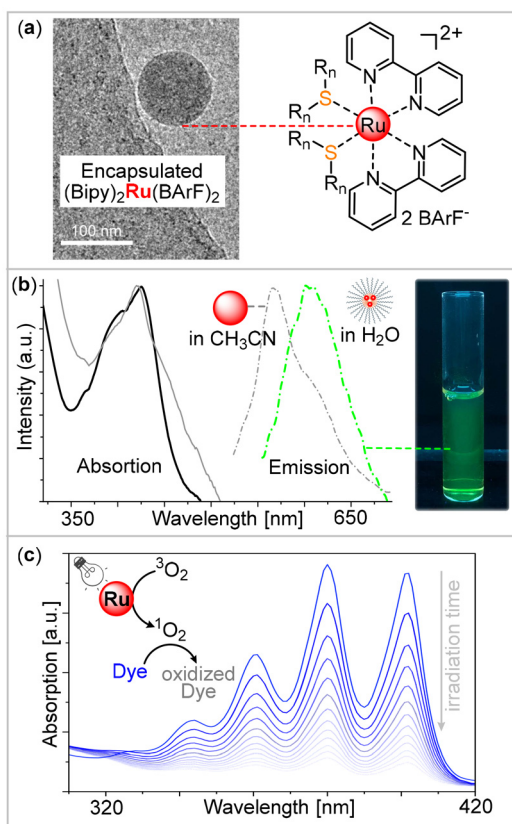 (a)
Encapsulated
(Bipy)₂Ru(BArF)₂
100 nm
]²⁺
Rₙ
S
Rₙ
Rₙ
S
Rₙ
N
N
N
N
Ru
2 BArF⁻
(b)
Intensity (a.u.)
in CH₃CN
in H₂O
Absortion
Emission
350
Wavelength [nm]
650
(c)
Absorption [a.u.]
Ru
³O₂
¹O₂
Dye
oxidized
Dye
irradiation time
320
wavelength [nm]
420